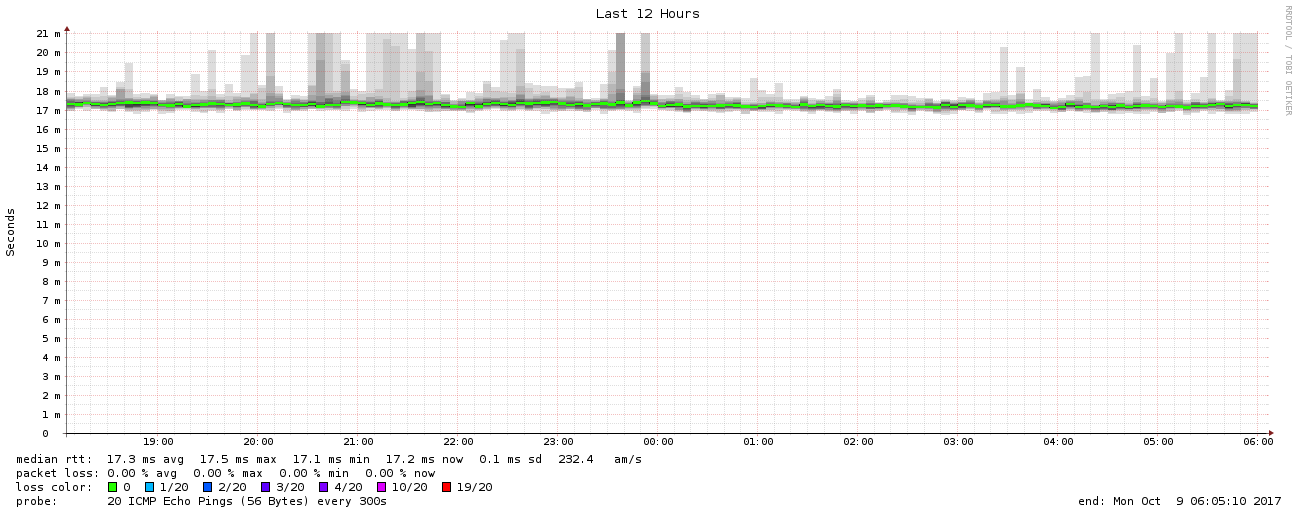 Last 12 Hours
RRDTOOL / TOBI OETIKER
Seconds
21 m
20 m
19 m
18 m
17 m
16 m
15 m
14 m
13 m
12 m
11 m
10 m
9 m
8 m
7 m
6 m
5 m
4 m
3 m
2 m
1 m
0
19:00 20:00 21:00 22:00 23:00 00:00 01:00 02:00 03:00 04:00 05:00 06:00
median rtt: 17.3 ms avg 17.5 ms max 17.1 ms min 17.2 ms now 0.1 ms sd 232.4 am/s
packet loss: 0.00 % avg 0.00 % max 0.00 % min 0.00 % now
loss color: 0 1/20 2/20 3/20 4/20 10/20 19/20
probe: 20 ICMP Echo Pings (56 Bytes) every 300s end: Mon Oct 9 06:05:10 2017